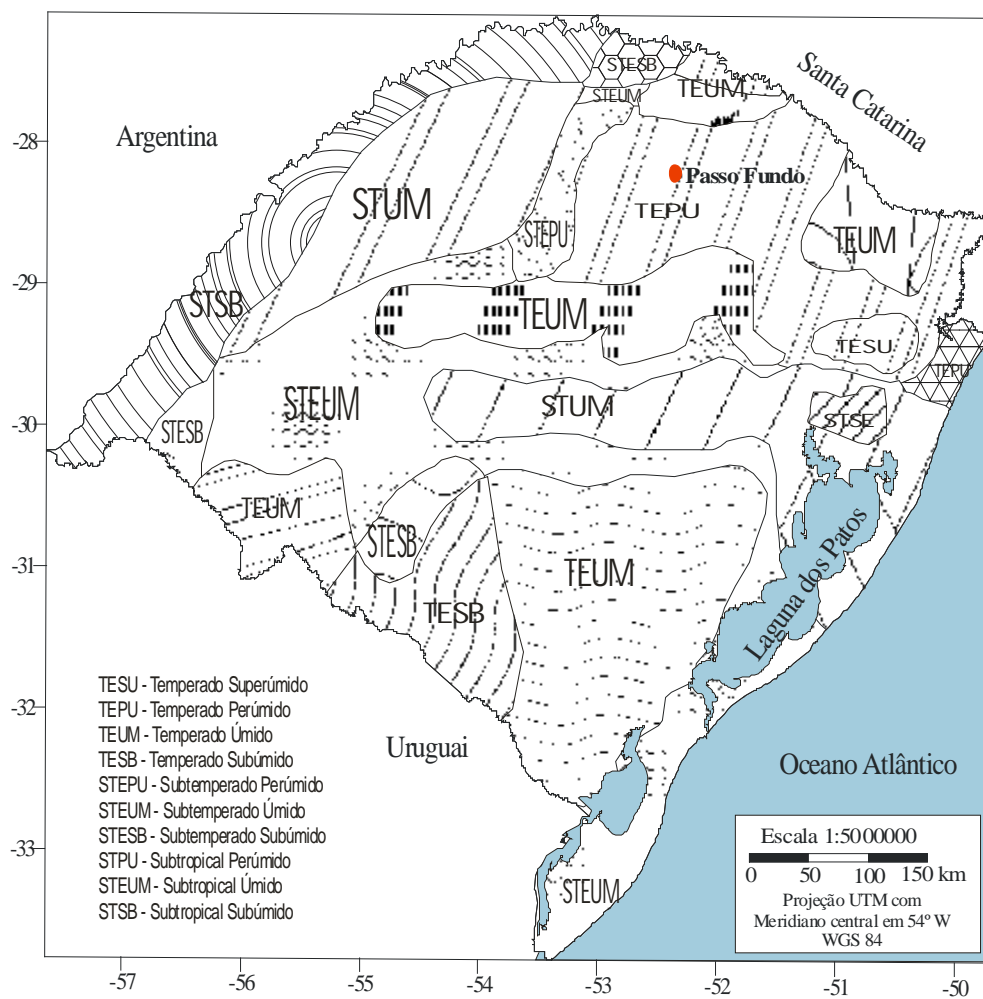 Santa Catarina
Argentina
STESB
STEUM
TEUM
Passo Fundo
TEPU
STUM
STEPU
TEUM
STSB
TEUM
TESU
TEPU
STEUM
STUM
STSE
STESB
TEUM
STESB
TEUM
TESB
Laguna dos Patos
Uruguai
Oceano Atlântico
STEUM
TESU - Temperado Superúmido
TEPU - Temperado Perúmido
TEUM - Temperado Úmido
TESB - Temperado Subúmido
STEPU - Subtemperado Perúmido
STEUM - Subtemperado Úmido
STESB - Subtemperado Subúmido
STPU - Subtropical Perúmido
STEUM - Subtropical Úmido
STSB - Subtropical Subúmido
Escala 1:5000000
0 50 100 150 km
Projeção UTM com
Meridiano central em 54º W
WGS 84
-28
-29
-30
-31
-32
-33
-57 -56 -55 -54 -53 -52 -51 -50